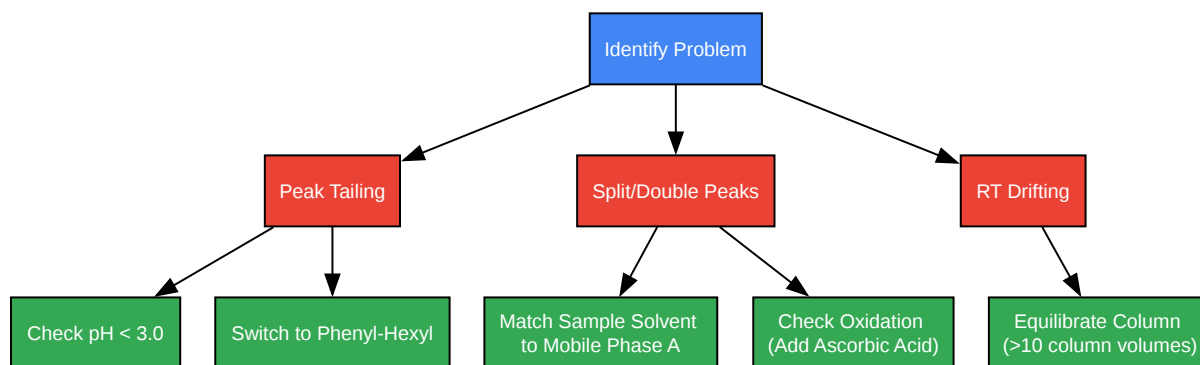 Identify Problem
Peak Tailing
Split/Double Peaks
RT Drifting
Check pH < 3.0
Switch to Phenyl-Hexyl
Match Sample Solvent
to Mobile Phase A
Check Oxidation
(Add Ascorbic Acid)
Equilibrate Column
(>10 column volumes)